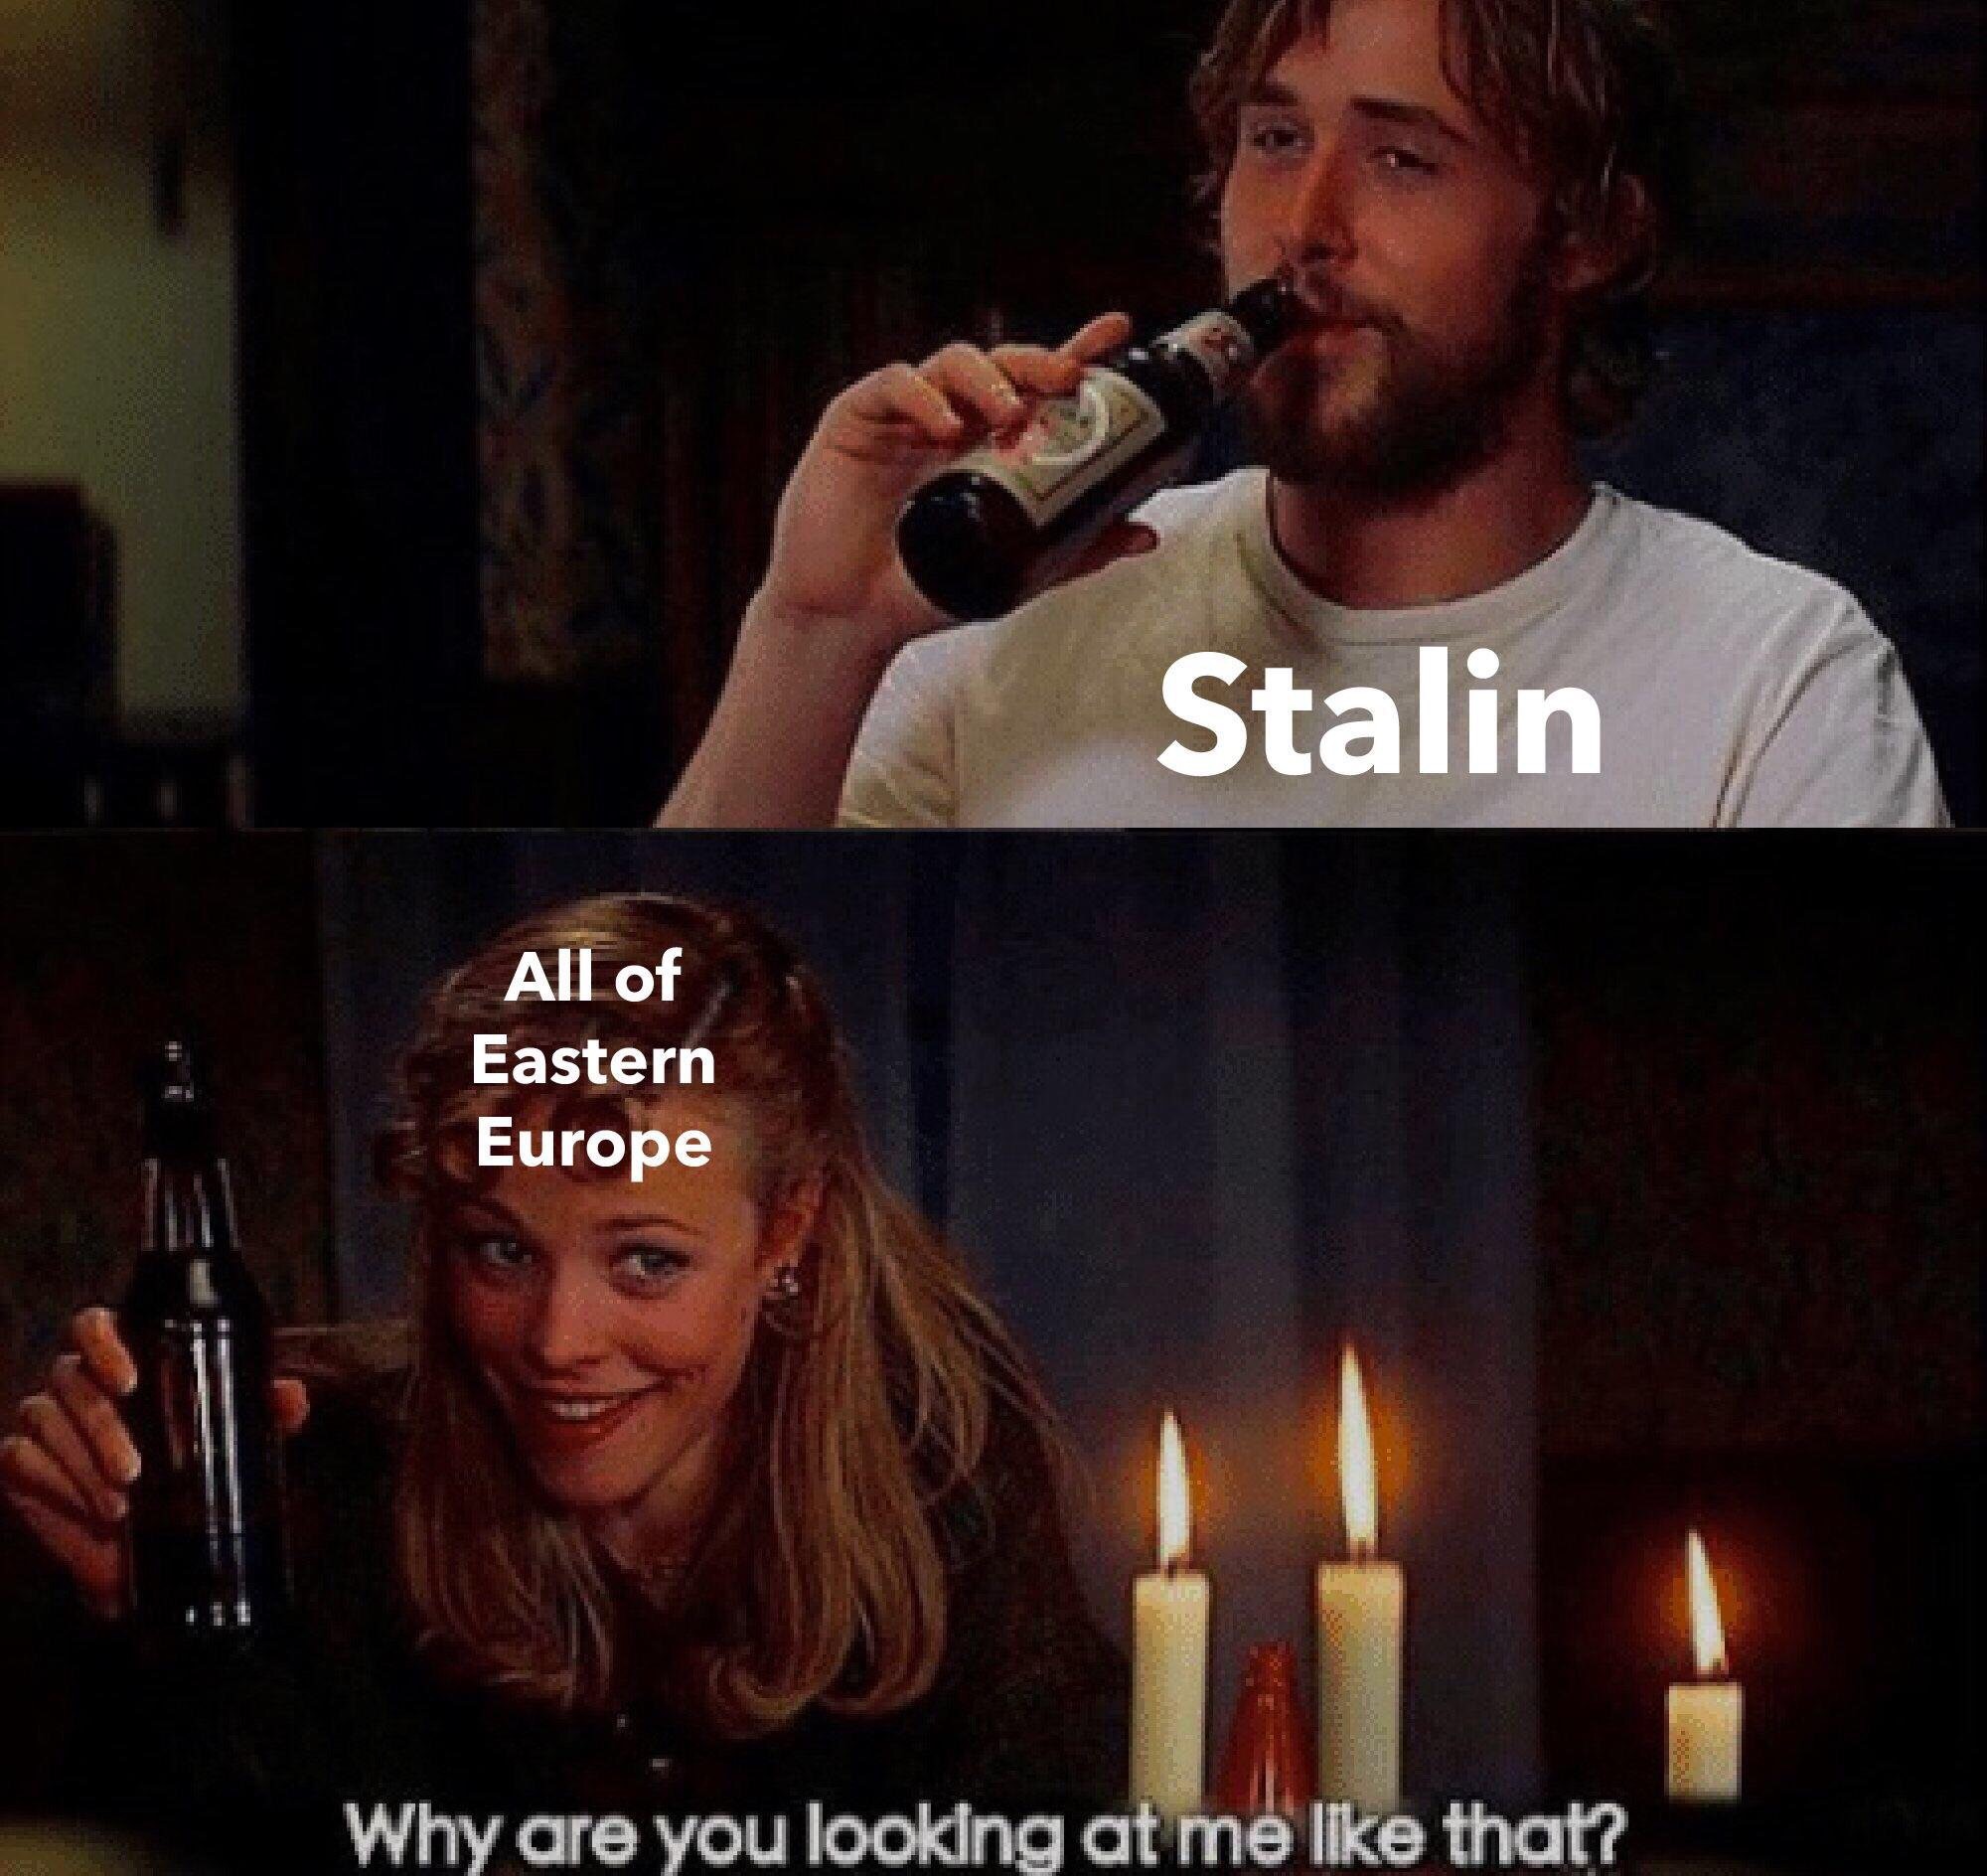 Stalin
All of
Eastern
Europe
Why are you looking at me like that?